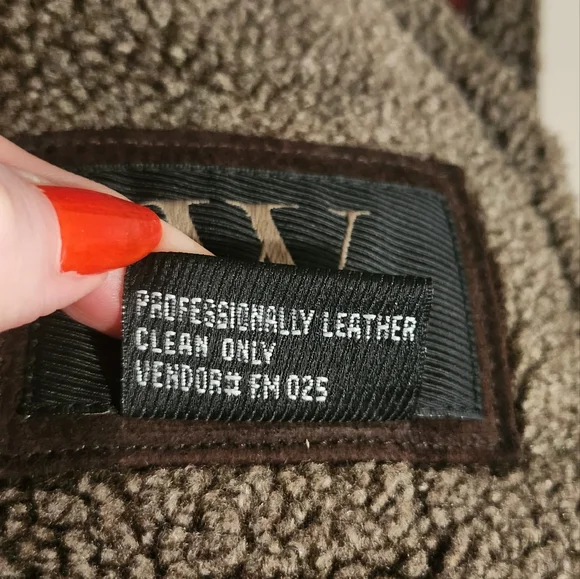 W
PROFESSIONALLY LEATHER
CLEAN ONLY
VENDOR# FM 025